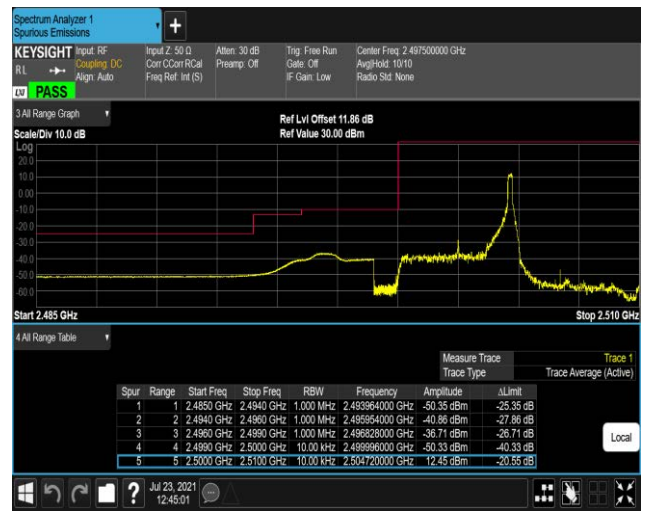 Spectrum Analyzer 1
Spurious Emissions
KEYSIGHT Input: RF Input Z: 50 Ω Atten: 30 dB Trig: Free Run Center Freq: 2.497500000 GHz
Coupling: DC Corr CCorr RCal Preamp: Off Gate: Off Avg|Hold: 10/10
R L Align: Auto Freq Ref: Int (S) IF Gain: Low Radio Std: None
LXI PASS
3 All Range Graph
Ref Lvl Offset 11.86 dB
Scale/Div 10.0 dB Ref Value 30.00 dBm
Log
20.0
10.0
0.00
-10.0
-20.0
-30.0
-40.0
-50.0
-60.0
Start 2.485 GHz Stop 2.510 GHz
4 All Range Table
Measure Trace Trace 1
Trace Type Trace Average (Active)
Spur Range Start Freq Stop Freq RBW Frequency Amplitude ΔLimit
1 1 2.4850 GHz 2.4940 GHz 1.000 MHz 2.493964000 GHz -50.35 dBm -25.35 dB
2 2 2.4940 GHz 2.4960 GHz 1.000 MHz 2.495954000 GHz -40.86 dBm -27.86 dB
3 3 2.4960 GHz 2.4990 GHz 1.000 MHz 2.496828000 GHz -36.71 dBm -26.71 dB
4 4 2.4990 GHz 2.5000 GHz 10.00 kHz 2.499996000 GHz -50.33 dBm -40.33 dB
5 5 2.5000 GHz 2.5100 GHz 10.00 kHz 2.504720000 GHz 12.45 dBm -20.55 dB
Local
Jul 23, 2021
12:45:01